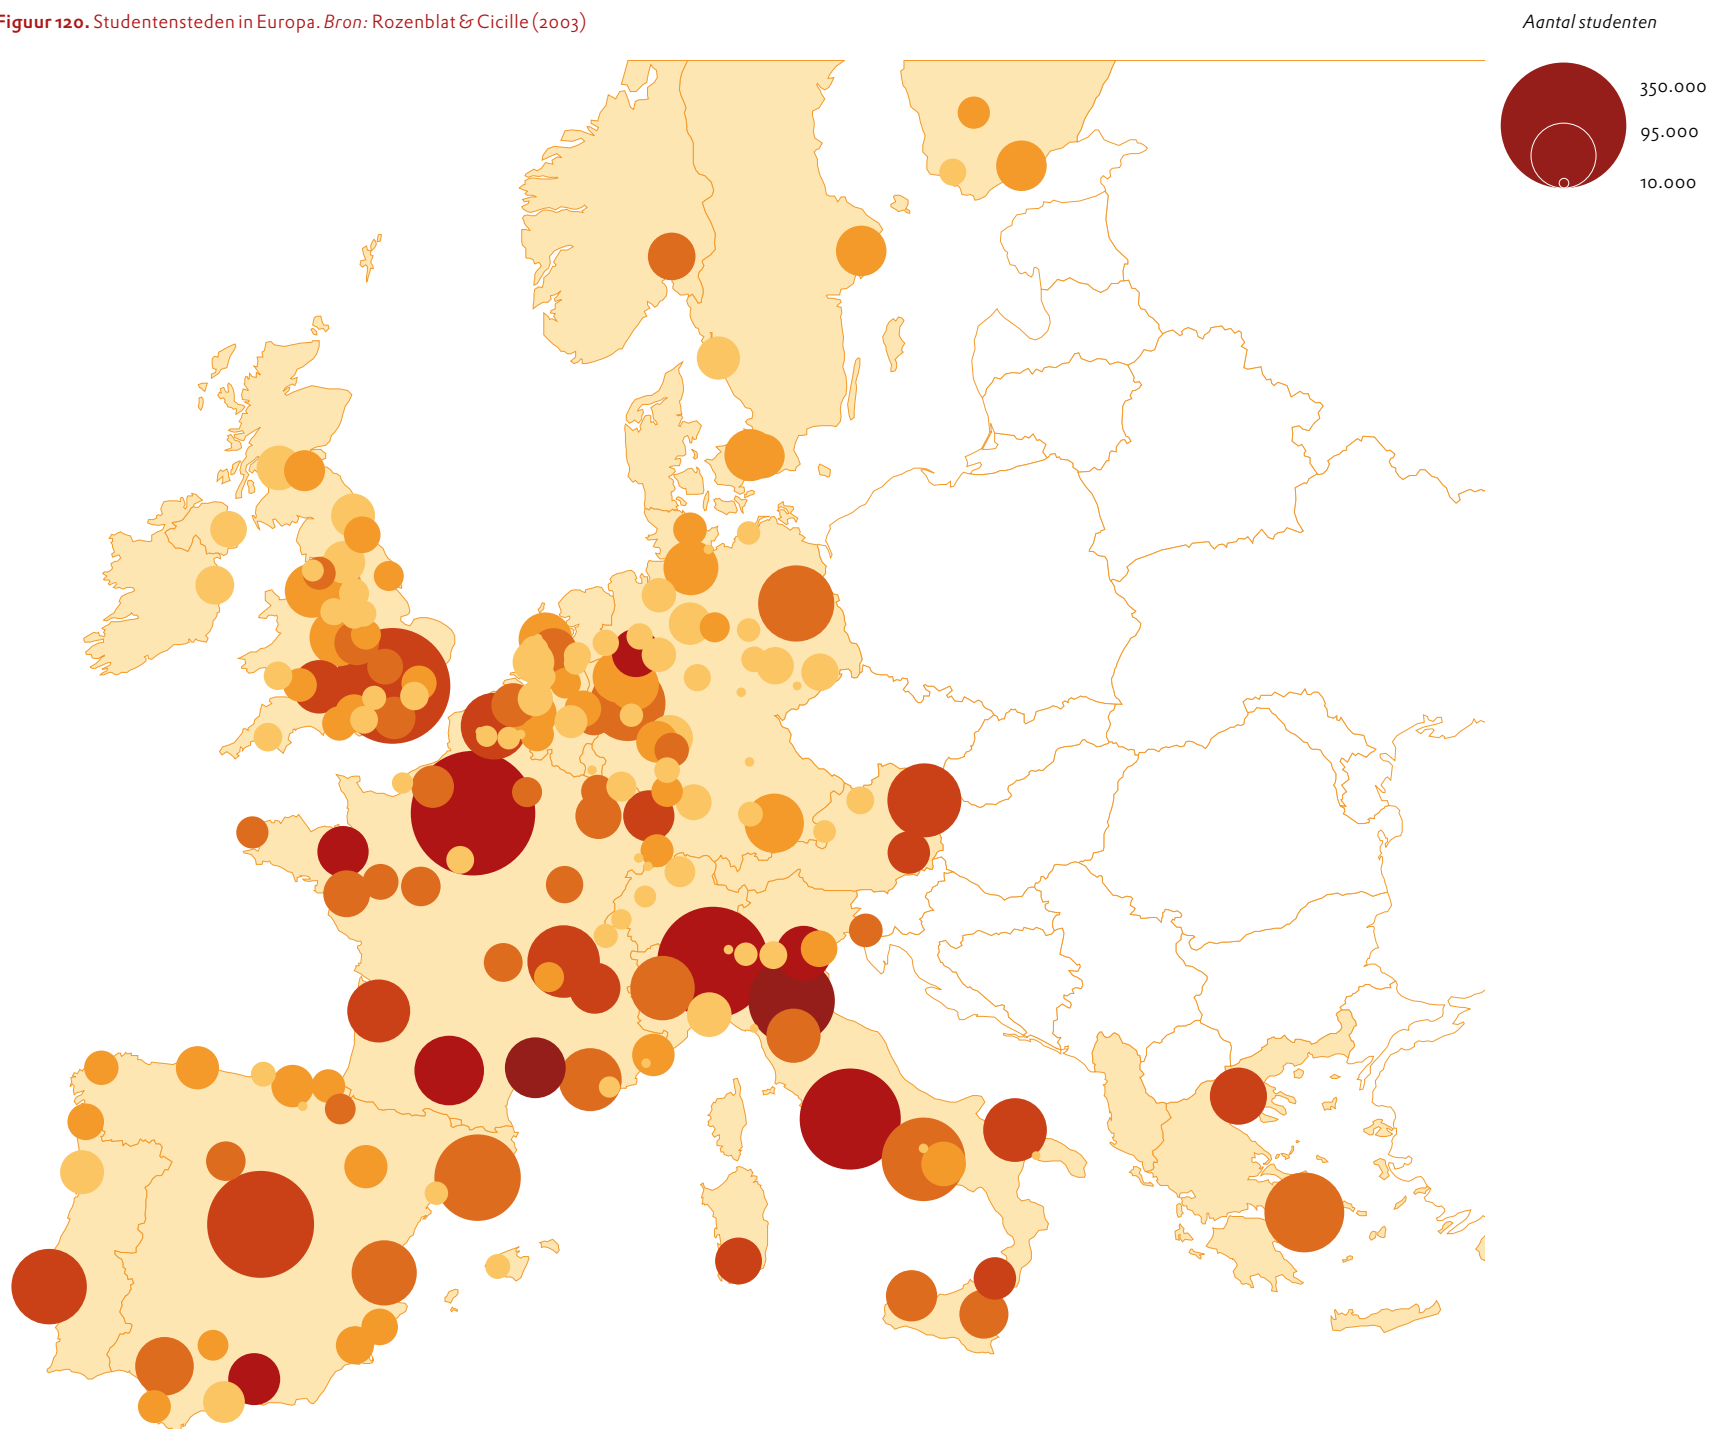 Figuur 120. Studentensteden in Europa. Bron: Rozenblat & Cicille (2003)
Aantal studenten
350.000
95.000
10.000